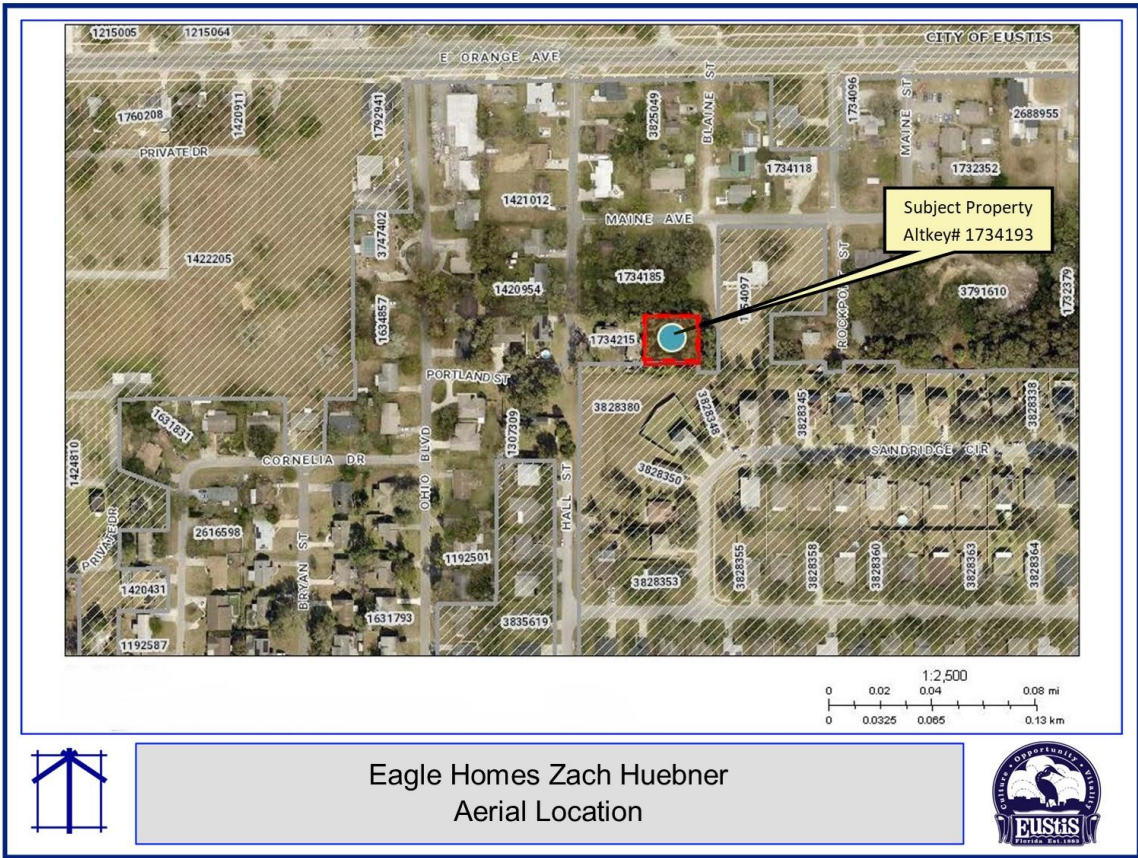 1215005
1215064
CITY OF EUSTIS
E ORANGE AVE
1760208
1420911
1792941
3825049
BLAINE ST
1734096
MAINE ST
2688955
PRIVATE DR
1734118
1732352
1421012
MAINE AVE
Subject Property
Altkey# 1734193
3747402
1422205
1420954
1734185
ROCKPORT ST
3791610
1732379
1634857
1734215
PORTLAND ST
3828380
3828348
3828345
3828338
1631831
1307309
1424810
CORNELIA DR
OHIO BLVD
HALL ST
3828350
SANDRIDGE CIR
PRIVATE DR
2616598
BRYAN ST
1192501
3828353
3828355
3828358
3828360
3828363
3828364
1420431
1631793
3835619
1192587
1:2,500
0 0.02 0.04 0.08 mi
0 0.0325 0.065 0.13 km
Eagle Homes Zach Huebner
Aerial Location
Culture • Opportunity • Vitality
EUSTIS
Florida Est.1883